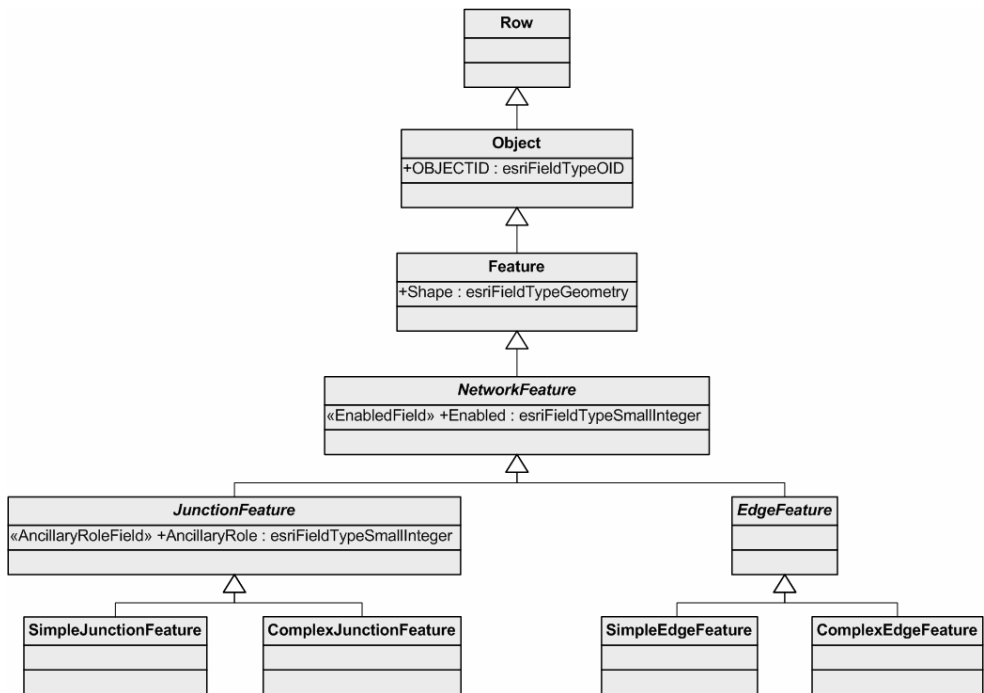 Row
Object
+OBJECTID : esriFieldTypeOID
Feature
+Shape : esriFieldTypeGeometry
NetworkFeature
«EnabledField» +Enabled : esriFieldTypeSmallInteger
JunctionFeature
«AncillaryRoleField» +AncillaryRole : esriFieldTypeSmallInteger
EdgeFeature
SimpleJunctionFeature
ComplexJunctionFeature
SimpleEdgeFeature
ComplexEdgeFeature